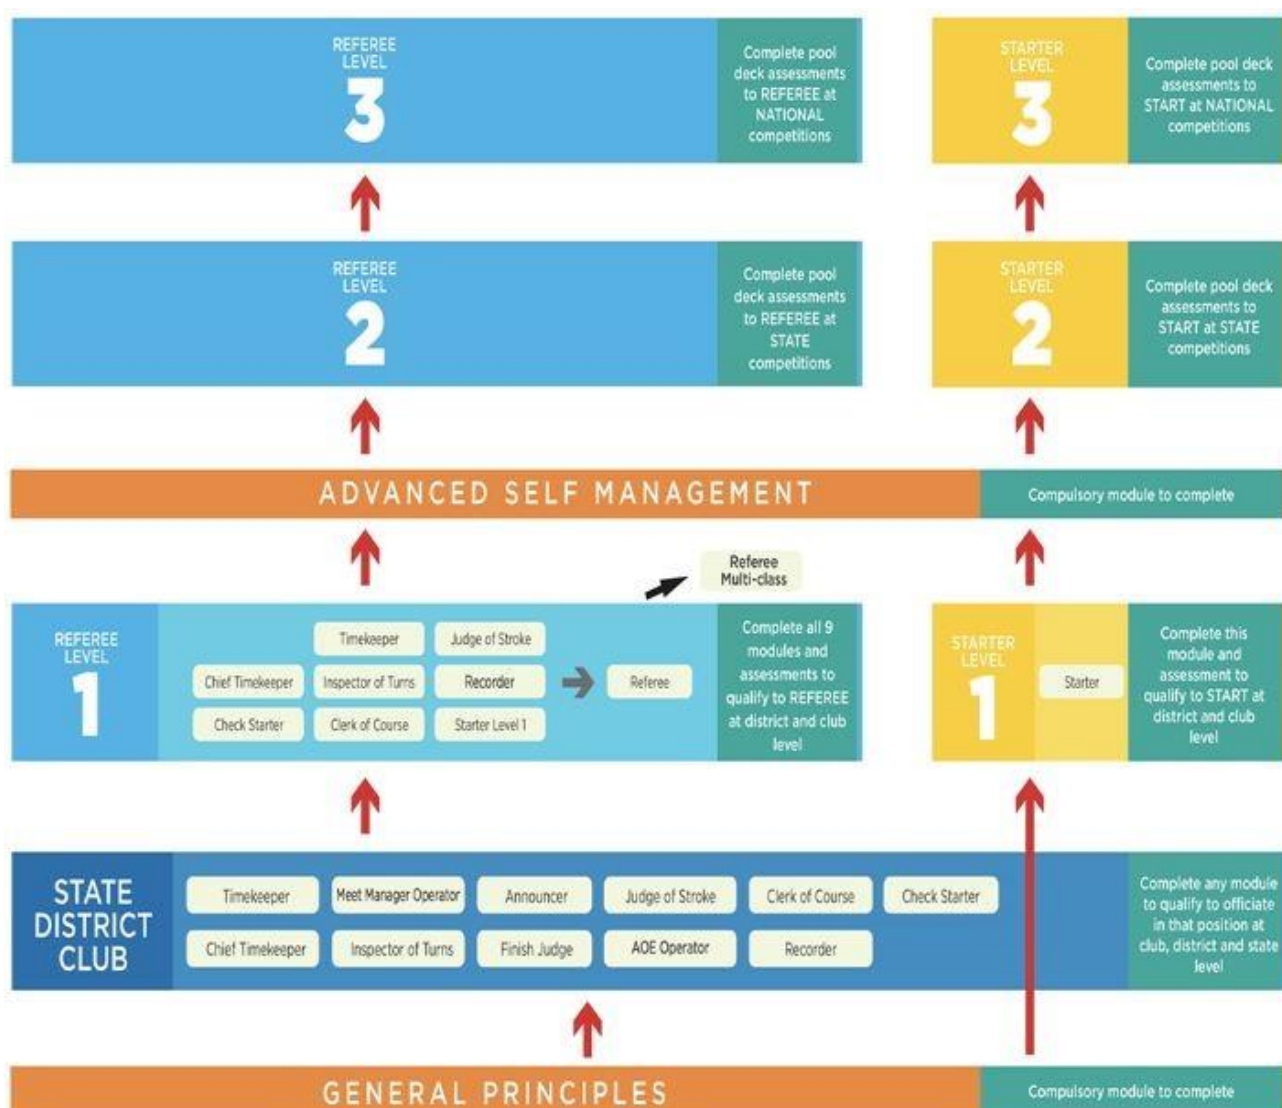 REFEREE
LEVEL
3
Complete pool
deck assessments
to REFEREE at
NATIONAL
competitions
STARTER
LEVEL
3
Complete pool deck
assessments to
START at NATIONAL
competitions
REFEREE
LEVEL
2
Complete pool
deck assessments
to REFEREE at
STATE
competitions
STARTER
LEVEL
2
Complete pool deck
assessments to
START at STATE
competitions
ADVANCED SELF MANAGEMENT
Compulsory module to complete
Referee
Multi-class
REFEREE
LEVEL
1
Timekeeper
Judge of Stroke
Chief Timekeeper
Inspector of Turns
Recorder
Referee
Check Starter
Clerk of Course
Starter Level 1
Complete all 9
modules and
assessments to
qualify to REFEREE
at district and club
level
STARTER
LEVEL
1
Starter
Complete this
module and
assessment to
qualify to START at
district and club
level
STATE
DISTRICT
CLUB
Timekeeper
Meet Manager Operator
Announcer
Judge of Stroke
Clerk of Course
Check Starter
Chief Timekeeper
Inspector of Turns
Finish Judge
AOE Operator
Recorder
Complete any module
to qualify to officiate
in that position at
club, district and state
level
GENERAL PRINCIPLES
Compulsory module to complete